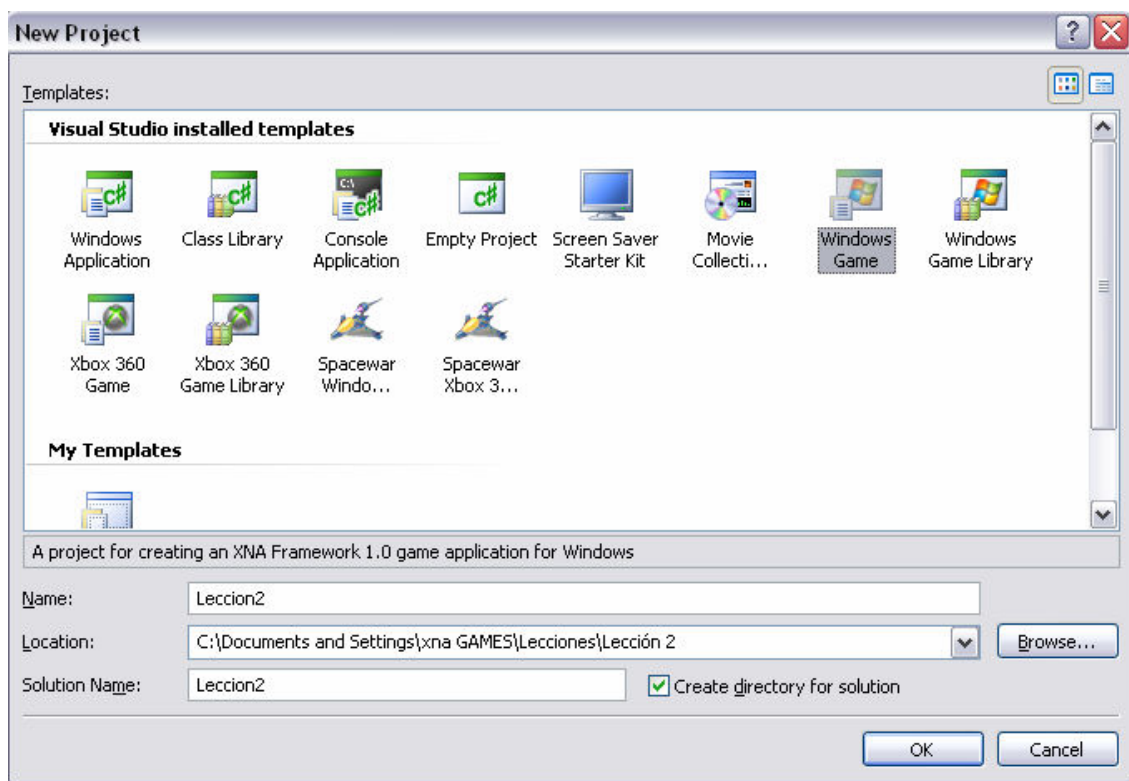 New Project
Templates:
Visual Studio installed templates
Windows Application
Class Library
Console Application
Empty Project
Screen Saver Starter Kit
Movie Collecti...
Windows Game
Windows Game Library
Xbox 360 Game
Xbox 360 Game Library
Spacewar Windo...
Spacewar Xbox 3...
My Templates
A project for creating an XNA Framework 1.0 game application for Windows
Name: Leccion2
Location: C:\Documents and Settings\xna GAMES\Lecciones\Lección 2 Browse...
Solution Name: Leccion2 Create directory for solution
OK Cancel